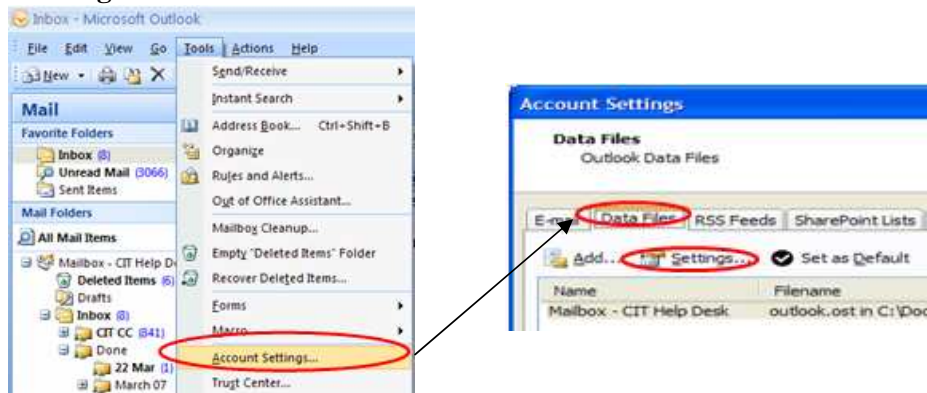 Inbox - Microsoft Outlook
File Edit View Go Tools Actions Help
New
Mail
Favorite Folders
Inbox (8)
Unread Mail (3066)
Sent Items
Mail Folders
All Mail Items
Mailbox - CIT Help D
Deleted Items (6)
Drafts
Inbox (8)
CIT CC (841)
Done
22 Mar (1)
March 07
Send/Receive
Instant Search
Address Book... Ctrl+Shift+B
Organize
Rules and Alerts...
Out of Office Assistant...
Mailbox Cleanup...
Empty "Deleted Items" Folder
Recover Deleted Items...
Forms
Macro
Account Settings...
Trust Center...
Account Settings
Data Files
Outlook Data Files
E-mail Data Files RSS Feeds SharePoint Lists
Add... Settings... Set as Default
Name Filename
Mailbox - CIT Help Desk outlook.ost in C:\Doc